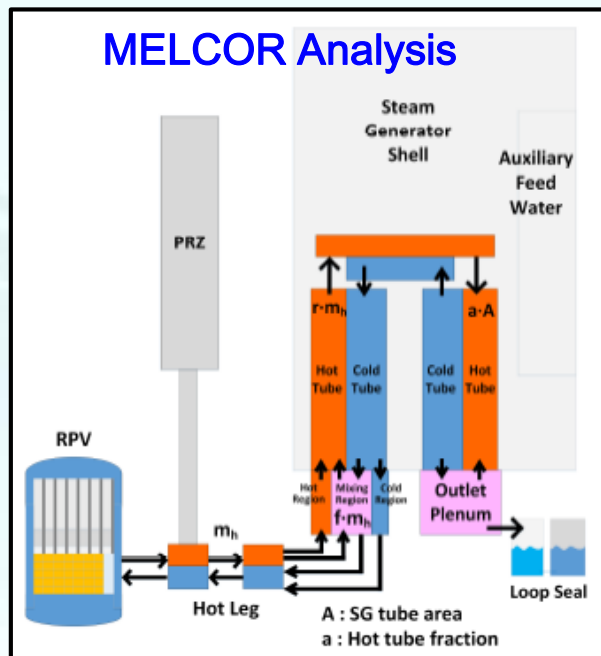 MELCOR Analysis
Steam
Generator
Shell
Auxiliary
Feed
Water
PRZ
r·mₕ
a·A
Hot
Tube
Cold
Tube
Cold
Tube
Hot
Tube
RPV
Hot
Region
Mixing
Region
Cold
Region
f·mₕ
Outlet
Plenum
mₕ
Hot Leg
Loop Seal
A : SG tube area
a : Hot tube fraction